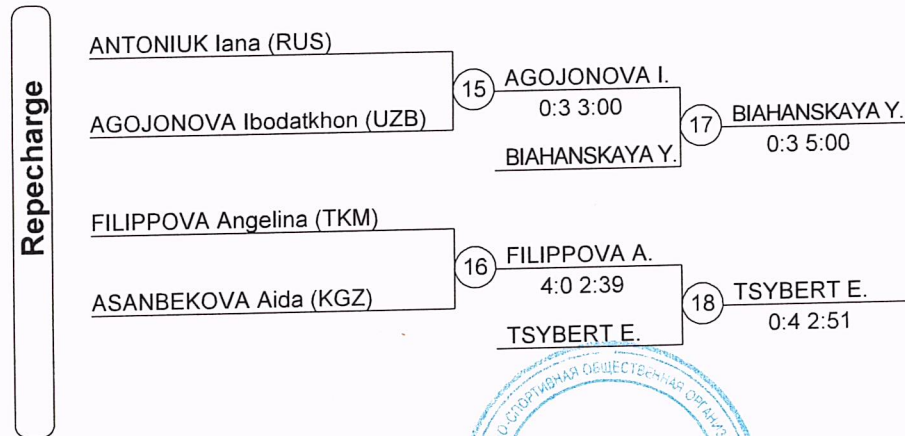 Repecharge
ANTONIUK Iana (RUS)
AGOJONOVA Ibodatkhon (UZB)
15
AGOJONOVA I.
0:3 3:00
BIAHANSKAYA Y.
17
BIAHANSKAYA Y.
0:3 5:00
FILIPPOVA Angelina (TKM)
ASANBEKOVA Aida (KGZ)
16
FILIPPOVA A.
4:0 2:39
TSYBERT E.
18
TSYBERT E.
0:4 2:51
СПОРТИВНАЯ ОБЩЕСТВЕННАЯ